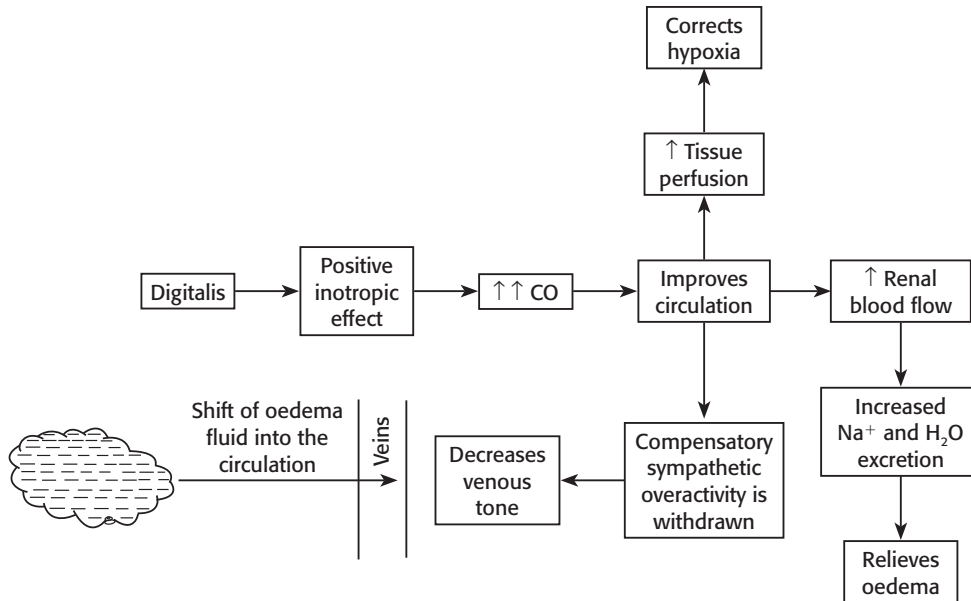 Corrects
hypoxia
↑ Tissue
perfusion
Digitalis
Positive
inotropic
effect
↑ ↑ CO
Improves
circulation
↑ Renal
blood flow
Shift of oedema
fluid into the
circulation
Veins
Decreases
venous
tone
Compensatory
sympathetic
overactivity is
withdrawn
Increased
Na⁺ and H₂O
excretion
Relieves
oedema